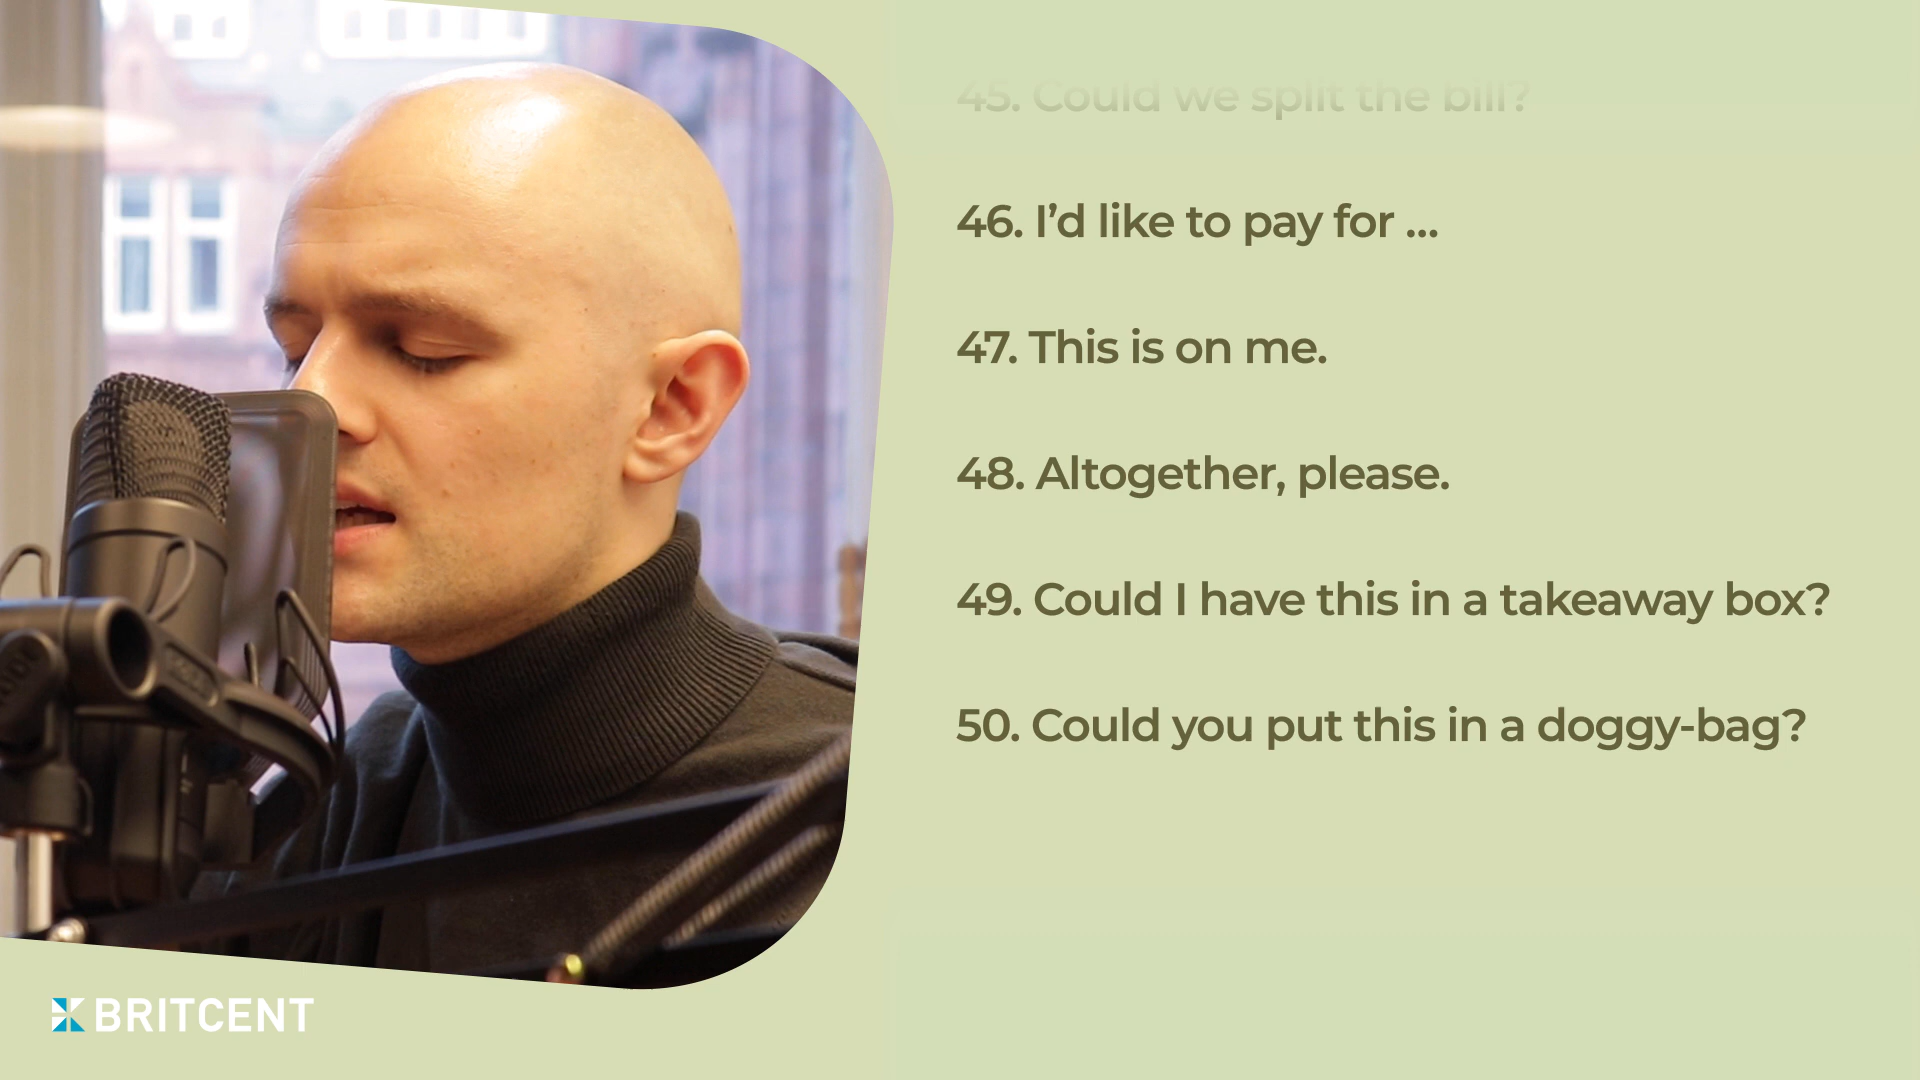 45. Could we split the bill?
46. I’d like to pay for ...
47. This is on me.
48. Altogether, please.
49. Could I have this in a takeaway box?
50. Could you put this in a doggy-bag?
BRITCENT